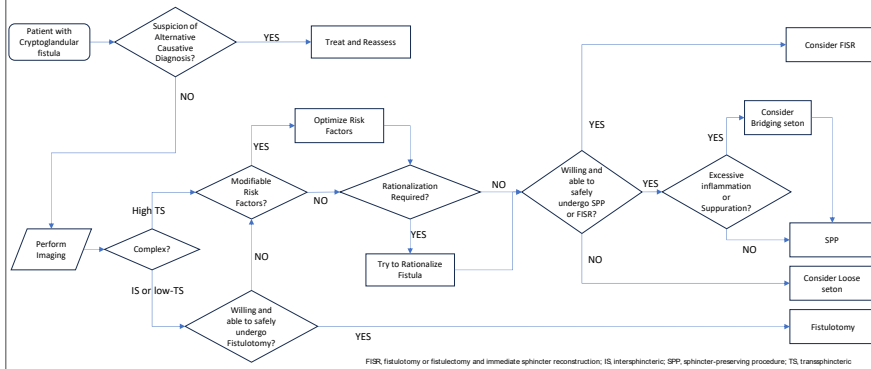 Patient with
Cryptoglandular
fistula
Suspicion of
Alternative
Causative
Diagnosis?
YES
Treat and Reassess
Consider FISR
NO
Optimize Risk
Factors
Consider
Bridging seton
YES
YES
YES
Modifiable
Risk
Factors?
NO
Rationalization
Required?
NO
Willing and
able to
safely
undergo SPP
or FISR?
YES
Excessive
inflammation
or
Suppuration?
High TS
Perform
Imaging
Complex?
YES
NO
SPP
NO
Try to Rationalize
Fistula
NO
Consider Loose
seton
IS or low-TS
Willing and
able to safely
undergo
Fistulotomy?
YES
Fistulotomy
FISR, fistulotomy or fistulectomy and immediate sphincter reconstruction; IS, intersphincteric; SPP, sphincter-preserving procedure; TS, transsphincteric